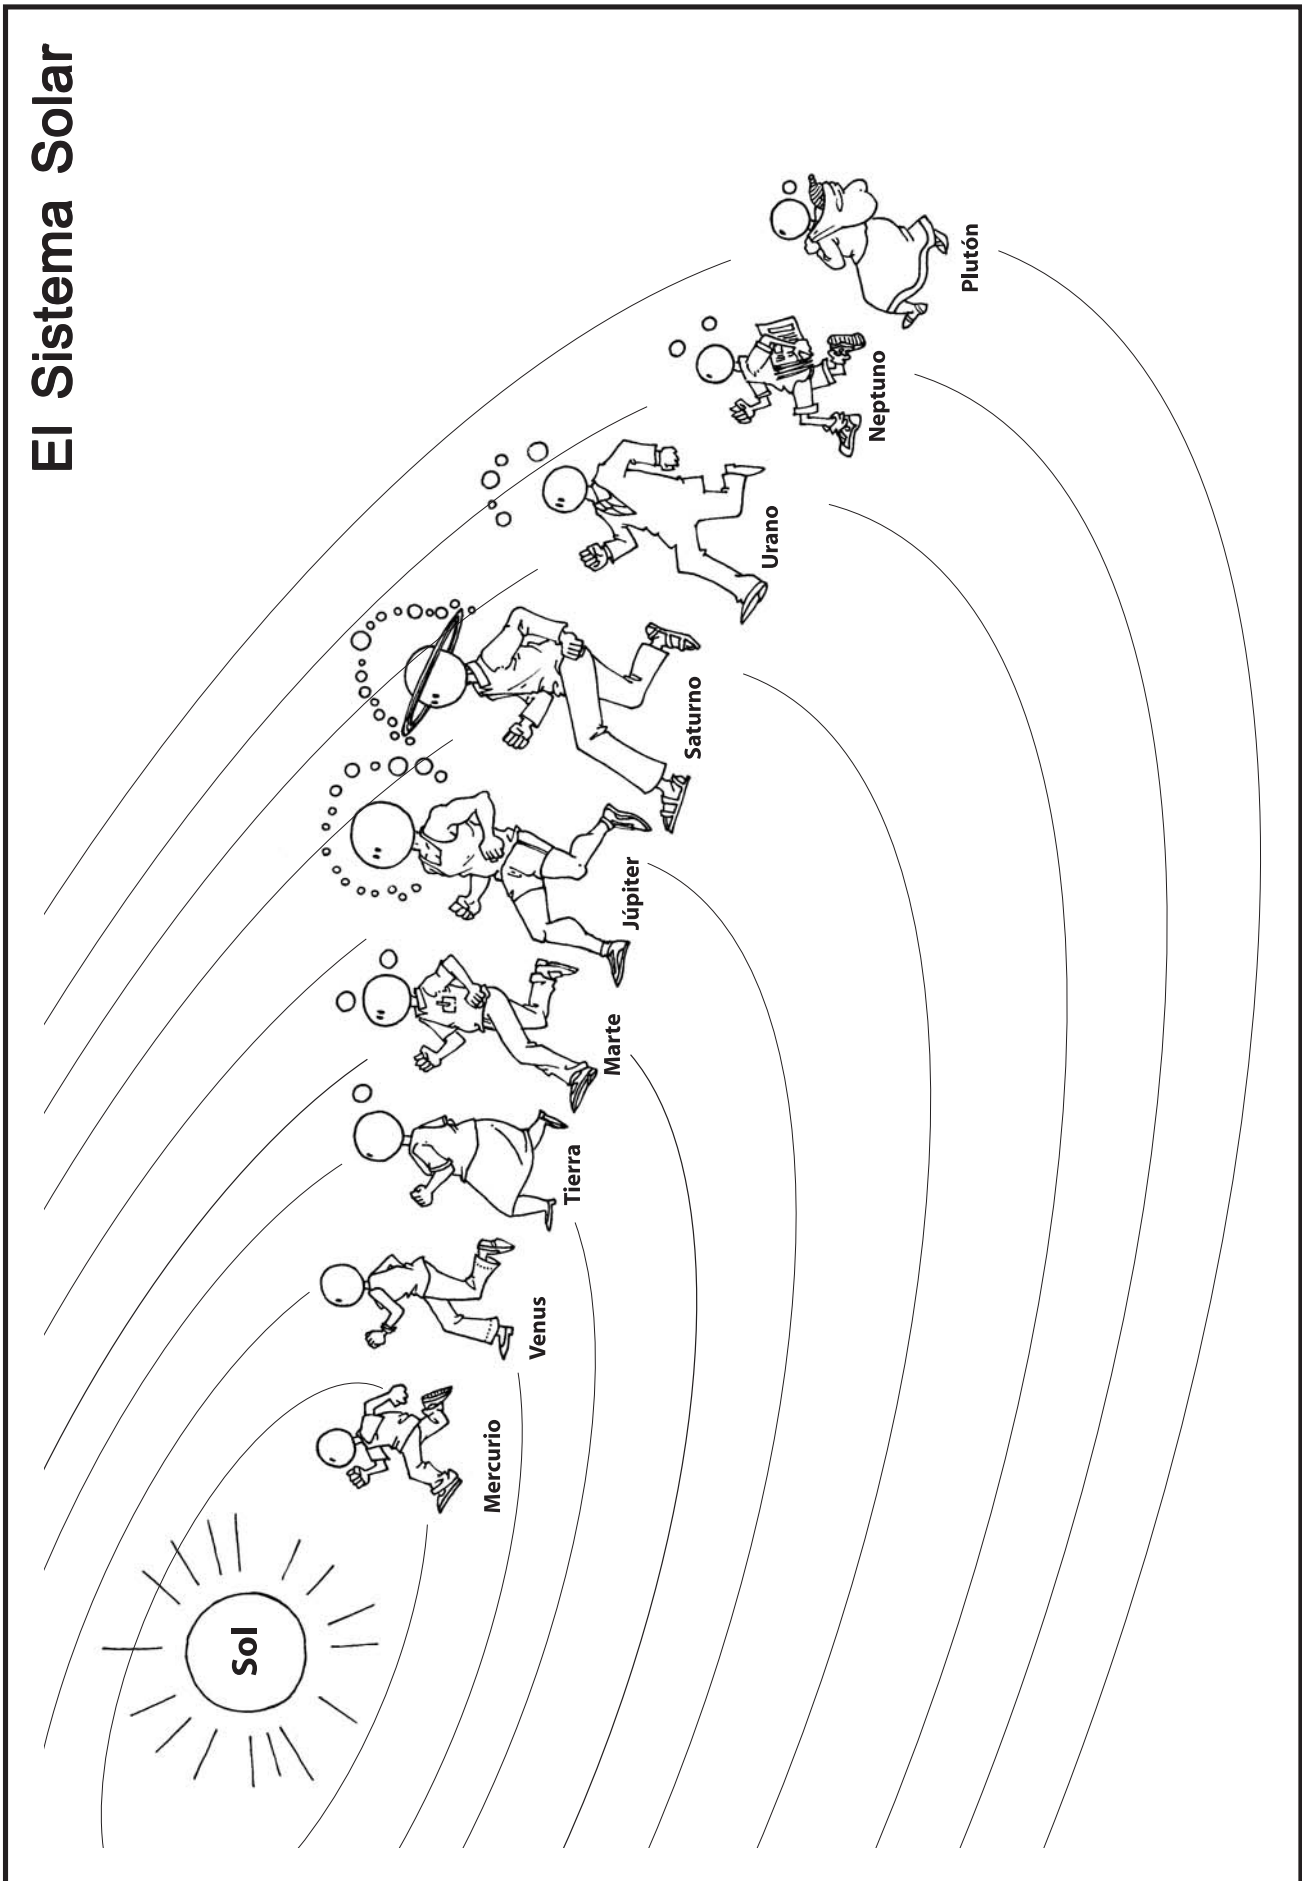 El Sistema Solar
Sol
Mercurio
Venus
Tierra
Marte
Júpiter
Saturno
Urano
Neptuno
Plutón